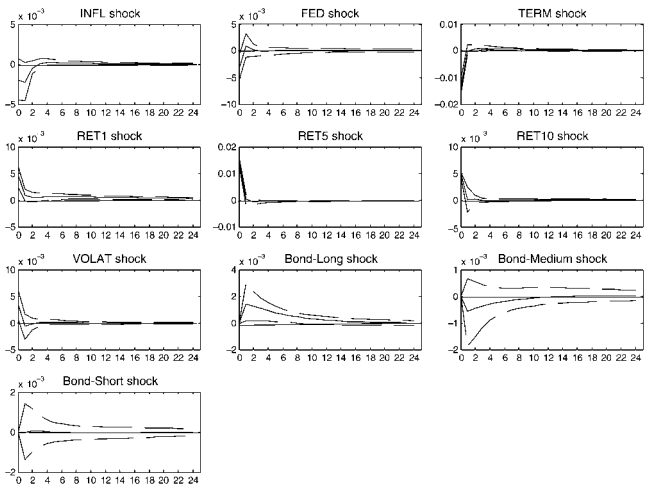 INFL shock
x 10^-3
5
0
-5
0 2 4 6 8 10 12 14 16 18 20 22 24
FED shock
x 10^-3
5
0
-5
-10
0 2 4 6 8 10 12 14 16 18 20 22 24
TERM shock
0.01
0
-0.01
-0.02
0 2 4 6 8 10 12 14 16 18 20 22 24
RET1 shock
x 10^-3
10
5
0
-5
0 2 4 6 8 10 12 14 16 18 20 22 24
RET5 shock
0.02
0.01
0
-0.01
0 2 4 6 8 10 12 14 16 18 20 22 24
RET10 shock
x 10^-3
10
5
0
5
0 2 4 6 8 10 12 14 16 18 20 22 24
VOLAT shock
x 10^-3
10
5
0
-5
0 2 4 6 8 10 12 14 16 18 20 22 24
Bond-Long shock
x 10^-3
4
2
0
-2
0 2 4 6 8 10 12 14 16 18 20 22 24
Bond-Medium shock
x 10^-3
1
0
-1
-2
0 2 4 6 8 10 12 14 16 18 20 22 24
Bond-Short shock
x 10^-3
2
0
-2
0 2 4 6 8 10 12 14 16 18 20 22 24